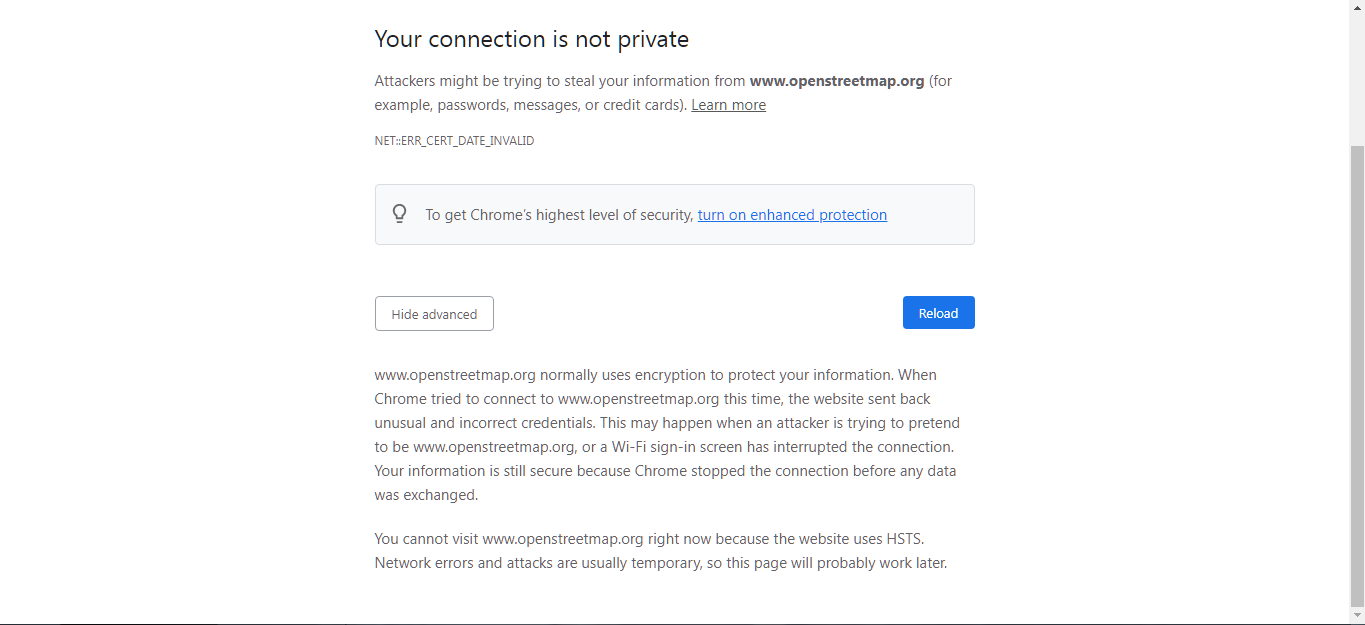 Your connection is not private
Attackers might be trying to steal your information from www.openstreetmap.org (for
example, passwords, messages, or credit cards). Learn more
NET::ERR_CERT_DATE_INVALID
To get Chrome's highest level of security, turn on enhanced protection
Hide advanced
Reload
www.openstreetmap.org normally uses encryption to protect your information. When
Chrome tried to connect to www.openstreetmap.org this time, the website sent back
unusual and incorrect credentials. This may happen when an attacker is trying to pretend
to be www.openstreetmap.org, or a Wi-Fi sign-in screen has interrupted the connection.
Your information is still secure because Chrome stopped the connection before any data
was exchanged.
You cannot visit www.openstreetmap.org right now because the website uses HSTS.
Network errors and attacks are usually temporary, so this page will probably work later.